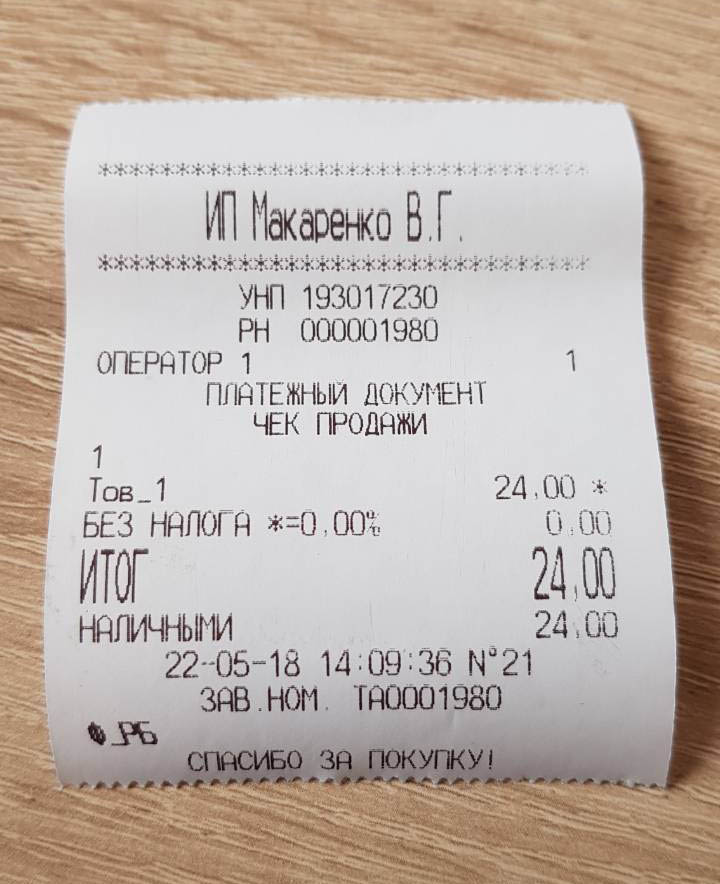 ***************************************************
ИП Макаренко В.Г.
***************************************************
УНП 193017230
РН 000001980
ОПЕРАТОР 1 1
ПЛАТЕЖНЫЙ ДОКУМЕНТ
ЧЕК ПРОДАЖИ
1
Тов_1 24,00 *
БЕЗ НАЛОГА *=0,00% 0,00
ИТОГ 24,00
НАЛИЧНЫМИ 24,00
22-05-18 14:09:36 №21
ЗАВ.НОМ. ТА0001980
РБ
СПАСИБО ЗА ПОКУПКУ!